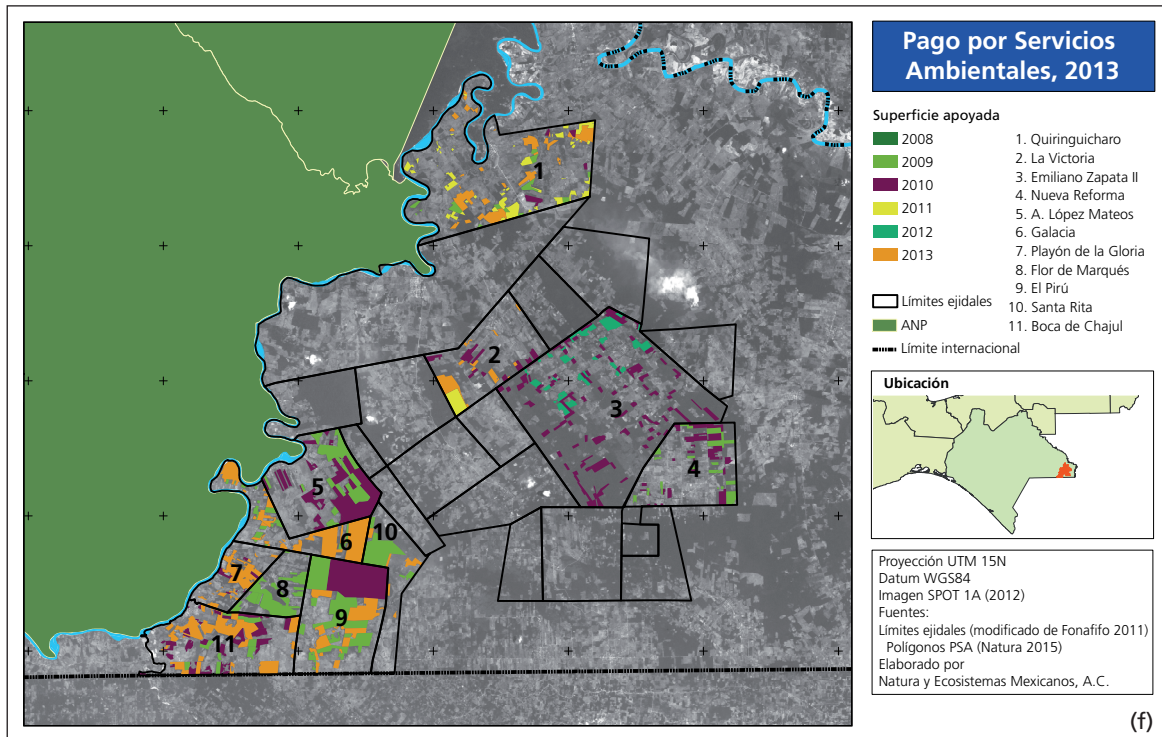 Pago por Servicios
Ambientales, 2013
Superficie apoyada
2008
2009
2010
2011
2012
2013
Límites ejidales
ANP
Límite internacional
1. Quiringuicharo
2. La Victoria
3. Emiliano Zapata II
4. Nueva Reforma
5. A. López Mateos
6. Galacia
7. Playón de la Gloria
8. Flor de Marqués
9. El Pirú
10. Santa Rita
11. Boca de Chajul
Ubicación
Proyección UTM 15N
Datum WGS84
Imagen SPOT 1A (2012)
Fuentes:
Límites ejidales (modificado de Fonafifo 2011)
Polígonos PSA (Natura 2015)
Elaborado por
Natura y Ecosistemas Mexicanos, A.C.
(f)
1
2
3
4
5
10
6
7
8
9
11